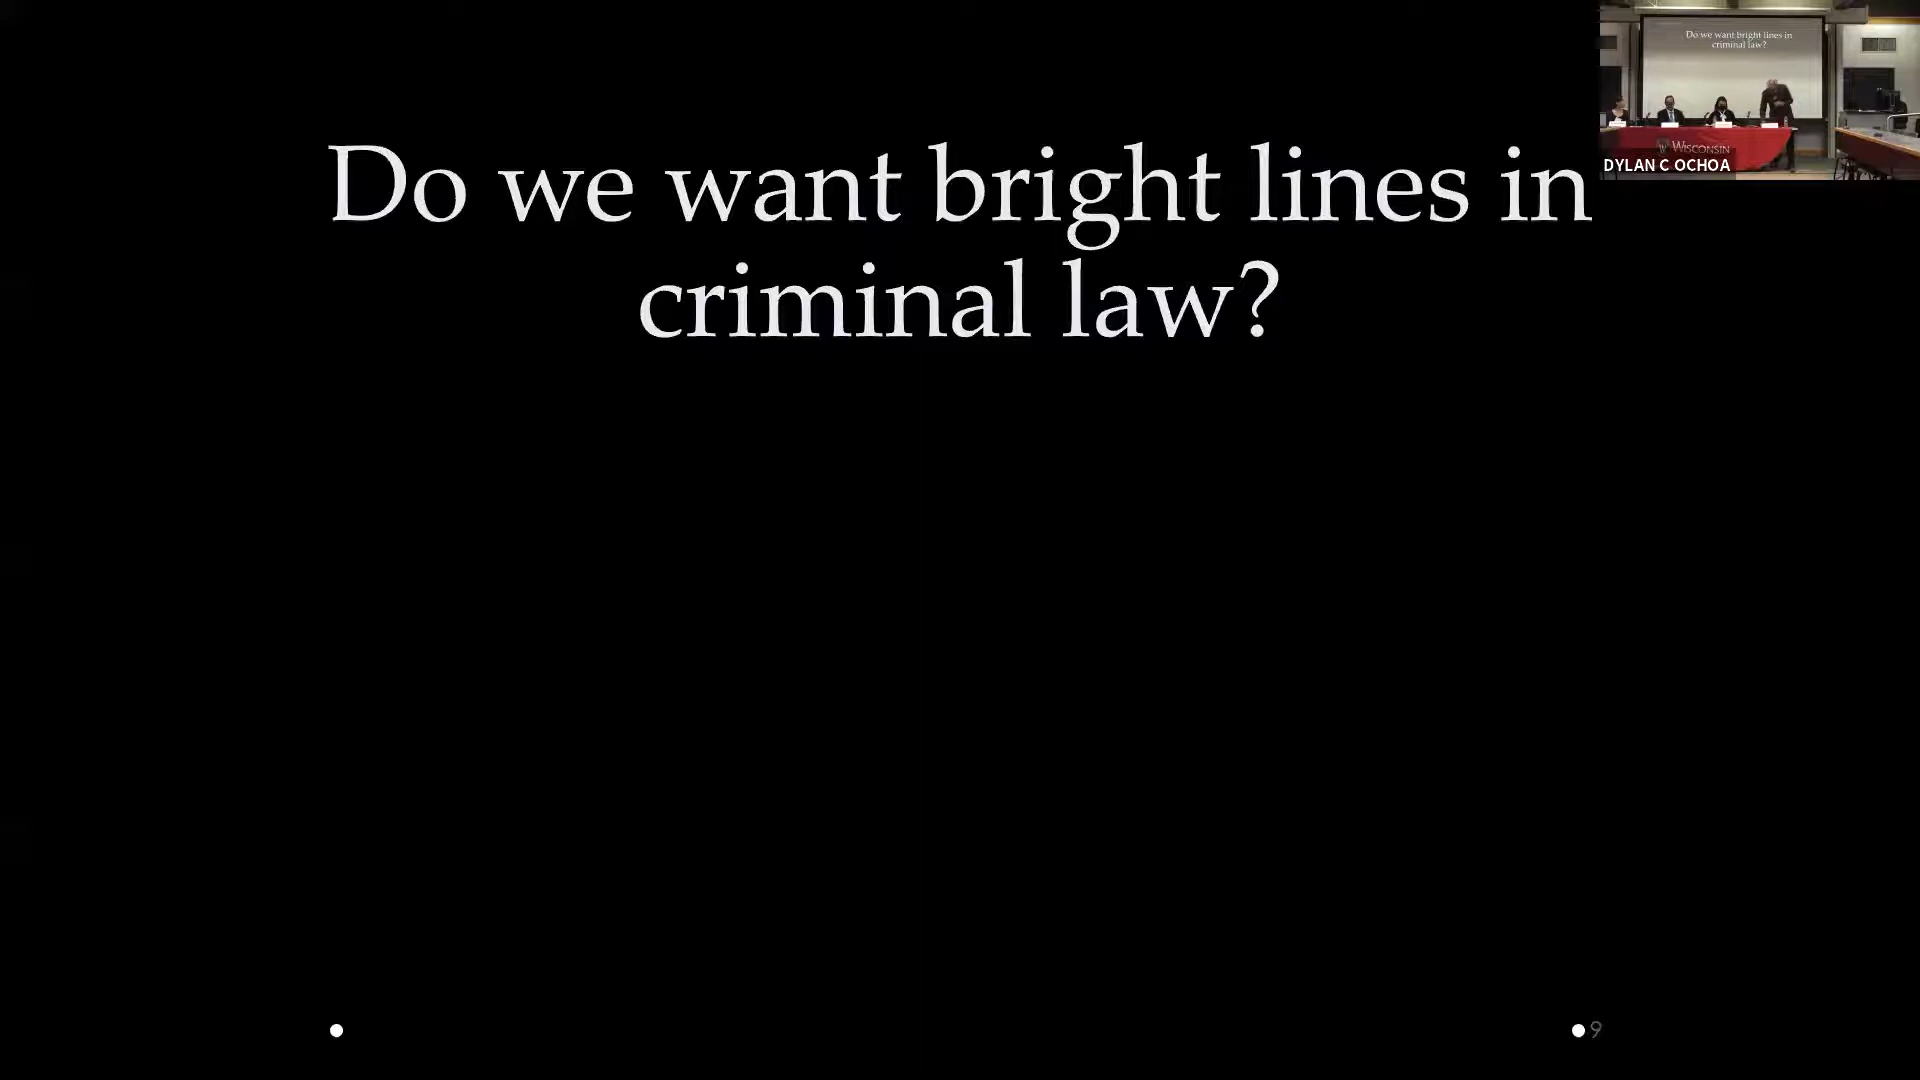 Do we want bright lines in
criminal law?
Do we want bright lines in
criminal law?
W WISCONSIN
DYLAN C OCHOA
9